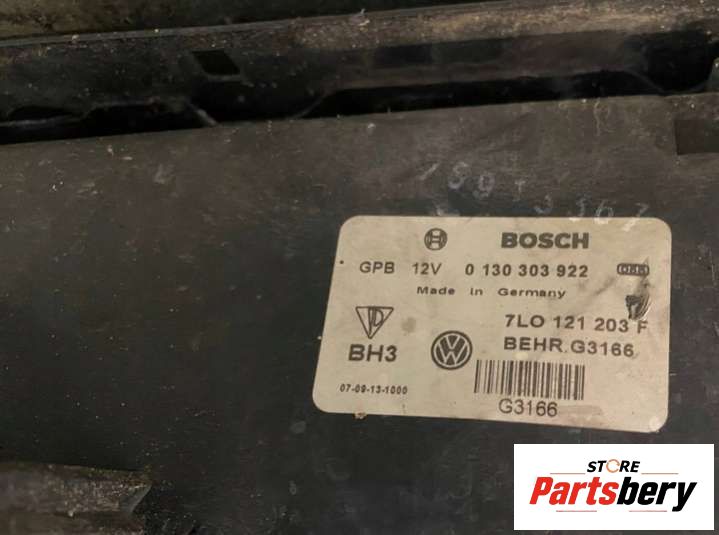 BOSCH
GPB 12V 0 130 303 922
Made in Germany
7LO 121 203 F
BH3 BEHR.G3166
07-09-13-1000
G3166
STORE
Partsbery